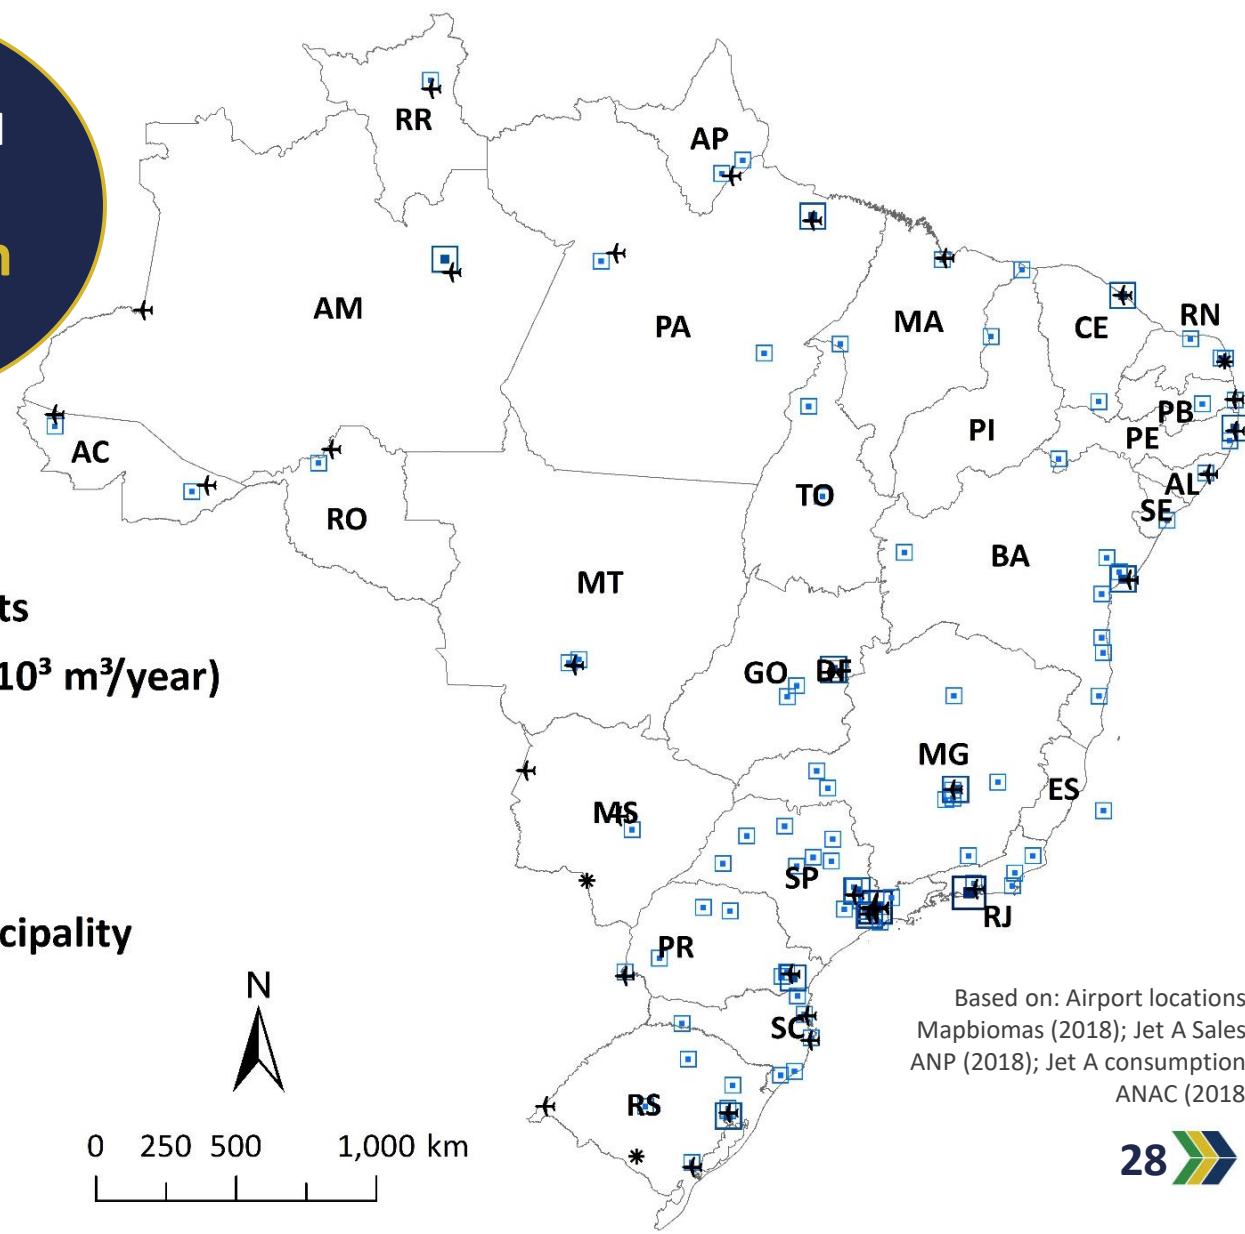 RR
AP
AM
PA
MA
CE
RN
PB
PI
PE
AC
AL
TO
SE
RO
BA
MT
ts
10³ m³/year)
GO
DF
MG
ES
MS
SP
RJ
cipality
PR
N
SC
Based on: Airport locations
Mapbiomas (2018); Jet A Sales
ANP (2018); Jet A consumption
ANAC (2018
RS
0 250 500 1,000 km
28